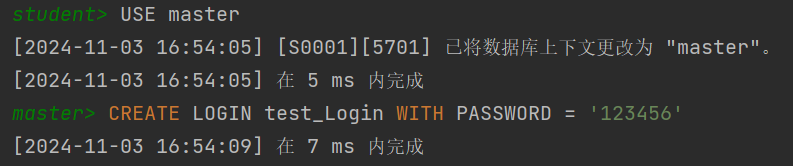 student> USE master
[2024-11-03 16:54:05] [S0001][5701] 已将数据库上下文更改为 "master"。
[2024-11-03 16:54:05] 在 5 ms 内完成
master> CREATE LOGIN test_Login WITH PASSWORD = '123456'
[2024-11-03 16:54:09] 在 7 ms 内完成